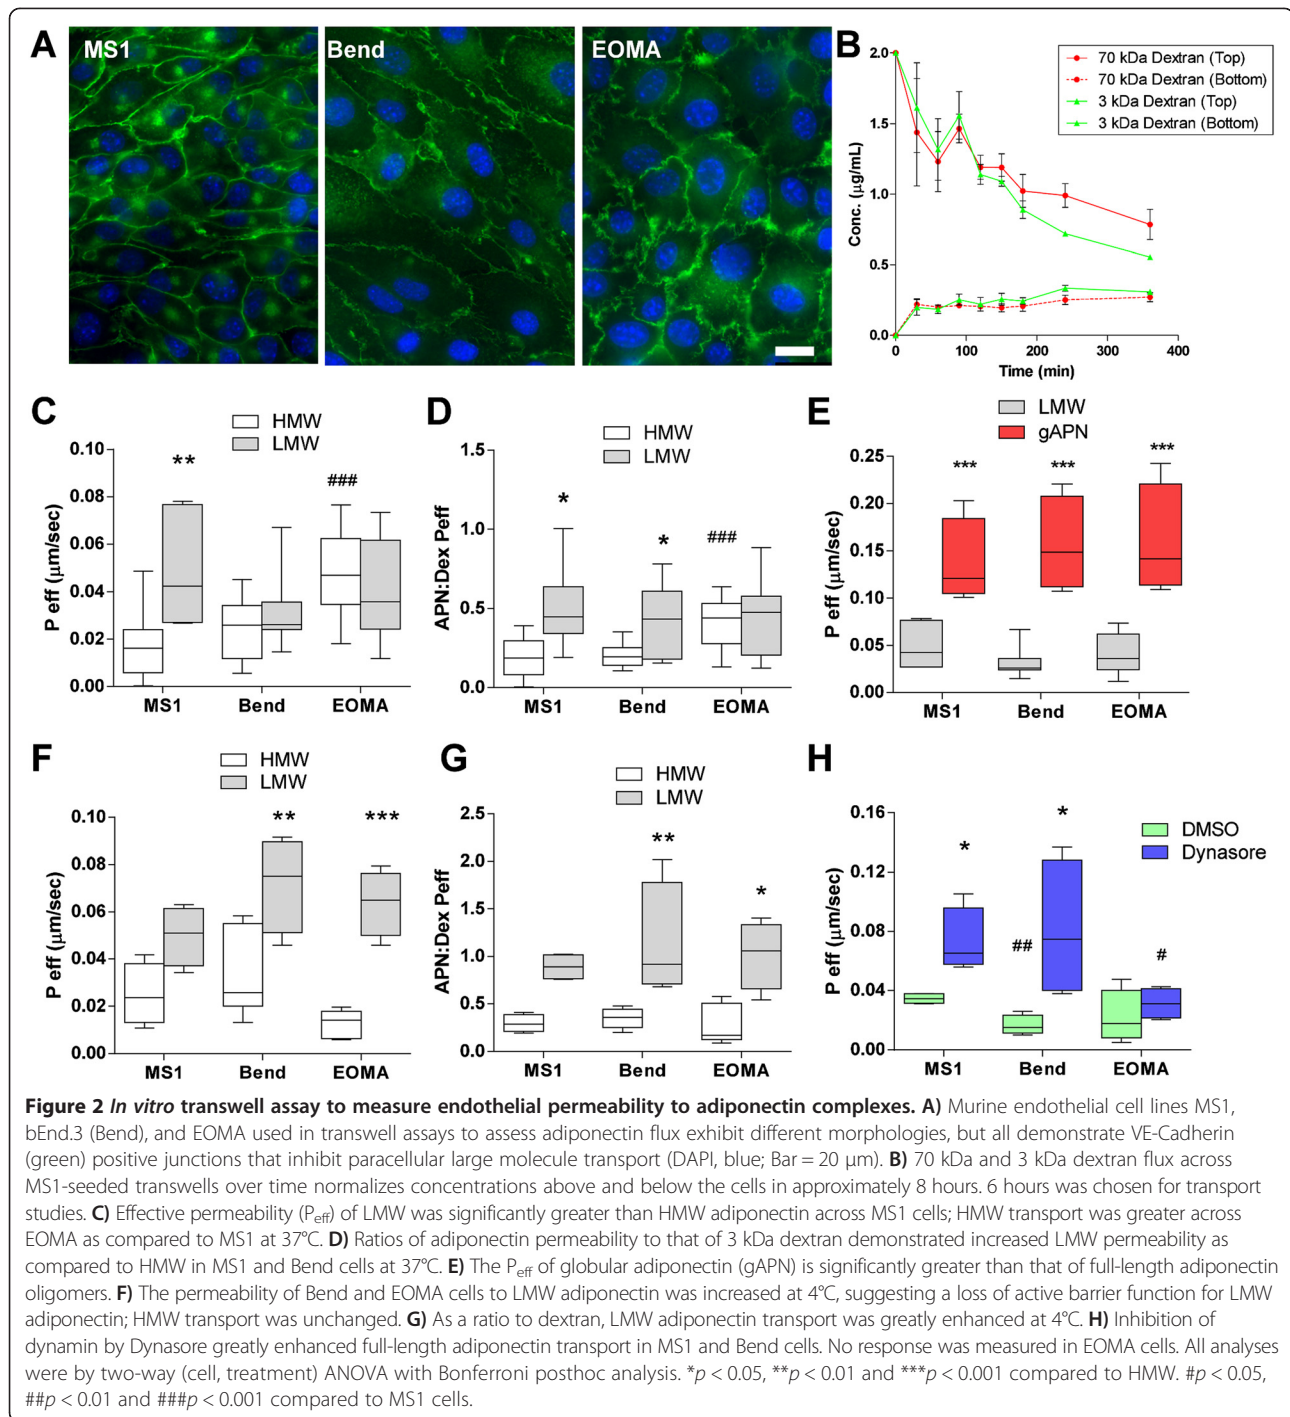 A
MS1
Bend
EOMA
B
2.0
1.5
1.0
0.5
0.0
Conc. (µg/mL)
0
100
200
300
400
Time (min)
70 kDa Dextran (Top)
70 kDa Dextran (Bottom)
3 kDa Dextran (Top)
3 kDa Dextran (Bottom)
C
HMW
LMW
P eff (µm/sec)
0.10
0.08
0.06
0.04
0.02
0.00
**
###
MS1
Bend
EOMA
D
HMW
LMW
APN:Dex Peff
1.5
1.0
0.5
0.0
*
*
###
MS1
Bend
EOMA
E
LMW
gAPN
P eff (µm/sec)
0.25
0.20
0.15
0.10
0.05
0.00
***
***
***
MS1
Bend
EOMA
F
HMW
LMW
P eff (µm/sec)
0.10
0.08
0.06
0.04
0.02
0.00
**
***
MS1
Bend
EOMA
G
HMW
LMW
APN:Dex Peff
2.5
2.0
1.5
1.0
0.5
0.0
**
*
MS1
Bend
EOMA
H
DMSO
Dynasore
P eff (µm/sec)
0.16
0.12
0.08
0.04
0.00
*
##
*
#
MS1
Bend
EOMA
Figure 2 In vitro transwell assay to measure endothelial permeability to adiponectin complexes. A) Murine endothelial cell lines MS1,
bEnd.3 (Bend), and EOMA used in transwell assays to assess adiponectin flux exhibit different morphologies, but all demonstrate VE-Cadherin
(green) positive junctions that inhibit paracellular large molecule transport (DAPI, blue; Bar = 20 µm). B) 70 kDa and 3 kDa dextran flux across
MS1-seeded transwells over time normalizes concentrations above and below the cells in approximately 8 hours. 6 hours was chosen for transport
studies. C) Effective permeability (Peff) of LMW was significantly greater than HMW adiponectin across MS1 cells; HMW transport was greater across
EOMA as compared to MS1 at 37°C. D) Ratios of adiponectin permeability to that of 3 kDa dextran demonstrated increased LMW permeability as
compared to HMW in MS1 and Bend cells at 37°C. E) The Peff of globular adiponectin (gAPN) is significantly greater than that of full-length adiponectin
oligomers. F) The permeability of Bend and EOMA cells to LMW adiponectin was increased at 4°C, suggesting a loss of active barrier function for LMW
adiponectin; HMW transport was unchanged. G) As a ratio to dextran, LMW adiponectin transport was greatly enhanced at 4°C. H) Inhibition of
dynamin by Dynasore greatly enhanced full-length adiponectin transport in MS1 and Bend cells. No response was measured in EOMA cells. All analyses
were by two-way (cell, treatment) ANOVA with Bonferroni posthoc analysis. *p < 0.05, **p < 0.01 and ***p < 0.001 compared to HMW. #p < 0.05,
##p < 0.01 and ###p < 0.001 compared to MS1 cells.